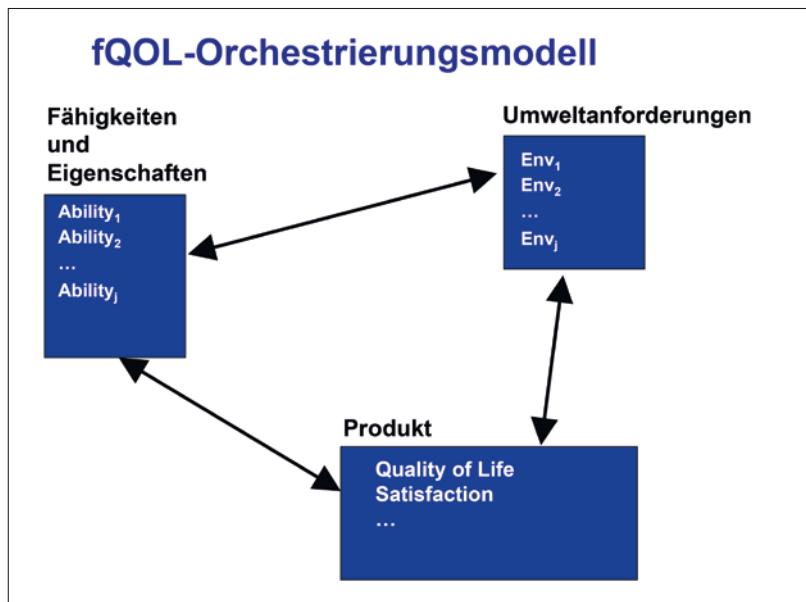 fQOL-Orchestrierungsmodell
Fähigkeiten
und
Eigenschaften
Ability₁
Ability₂
...
Abilityⱼ
Umweltanforderungen
Env₁
Env₂
...
Envⱼ
Produkt
Quality of Life
Satisfaction
...